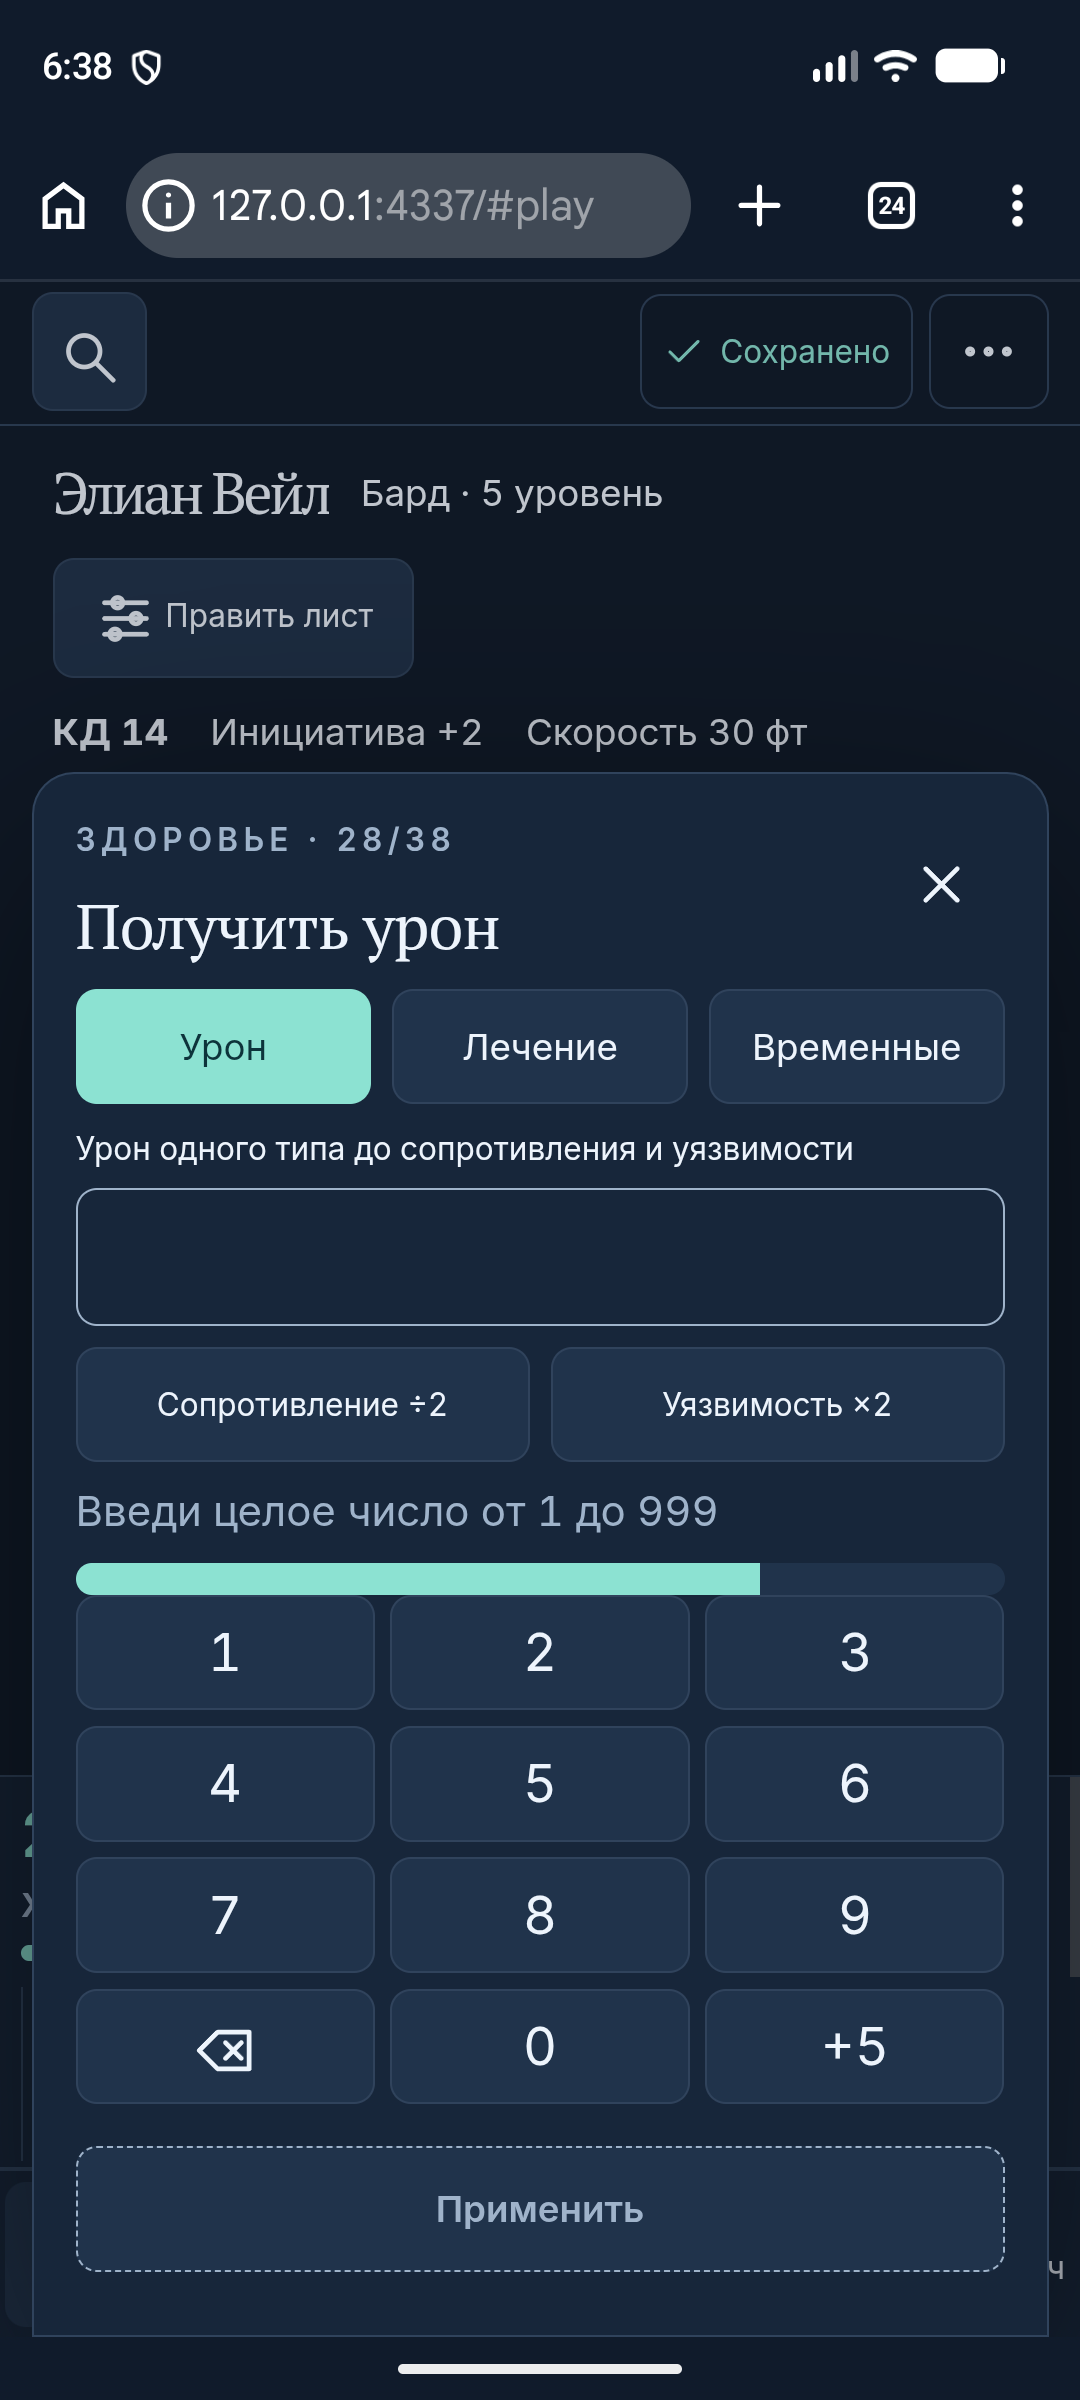 6:38
127.0.0.1:4337/#play
24
Сохранено
Элиан Вейл Бард · 5 уровень
Править лист
КД 14 Инициатива +2 Скорость 30 фт
ЗДОРОВЬЕ · 28/38
Получить урон
Урон Лечение Временные
Урон одного типа до сопротивления и уязвимости
Сопротивление ÷2 Уязвимость ×2
Введи целое число от 1 до 999
1 2 3
4 5 6
7 8 9
0 +5
Применить